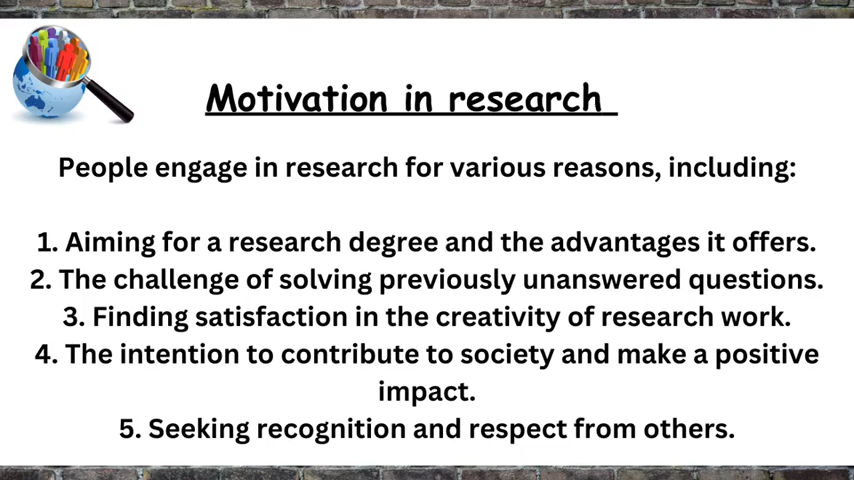 Motivation in research
People engage in research for various reasons, including:
1. Aiming for a research degree and the advantages it offers.
2. The challenge of solving previously unanswered questions.
3. Finding satisfaction in the creativity of research work.
4. The intention to contribute to society and make a positive
impact.
5. Seeking recognition and respect from others.